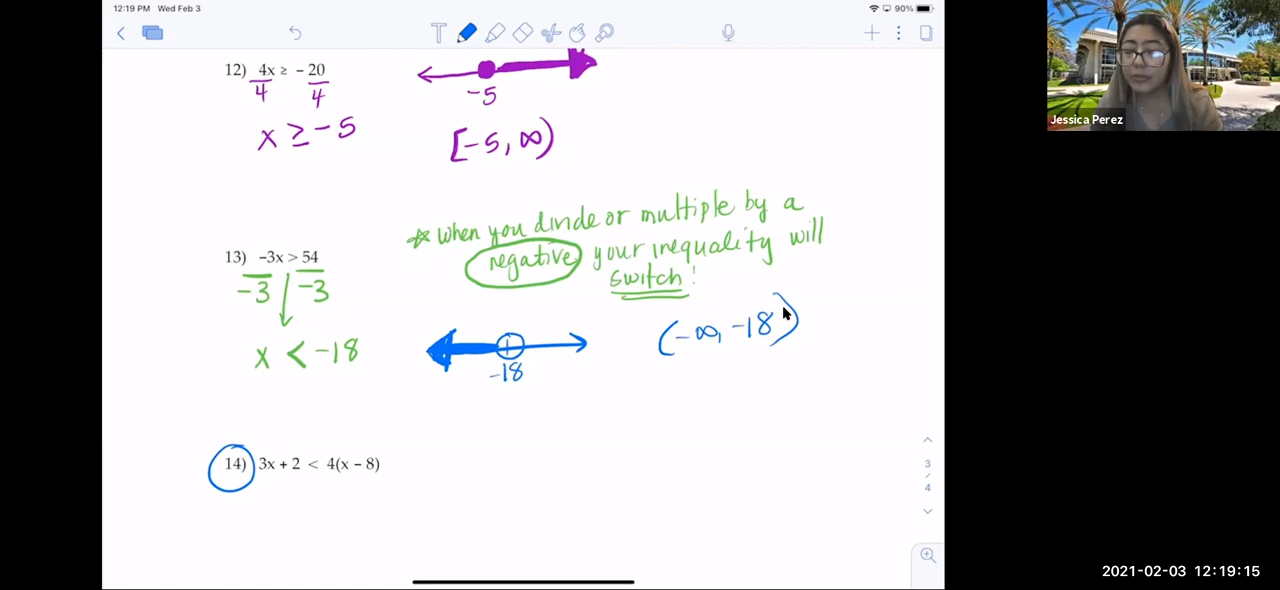 12:19 PM Wed Feb 3
90%
T
12) 4x ≥ - 20
4 4
x ≥ -5
-5
[-5, ∞)
Jessica Perez
☆ when you divide or multiple by a
negative your inequality will
switch!
13) -3x > 54
-3 -3
x < -18
-18
(-∞, -18)
14) 3x + 2 < 4(x - 8)
3
/
4
2021-02-03 12:19:15